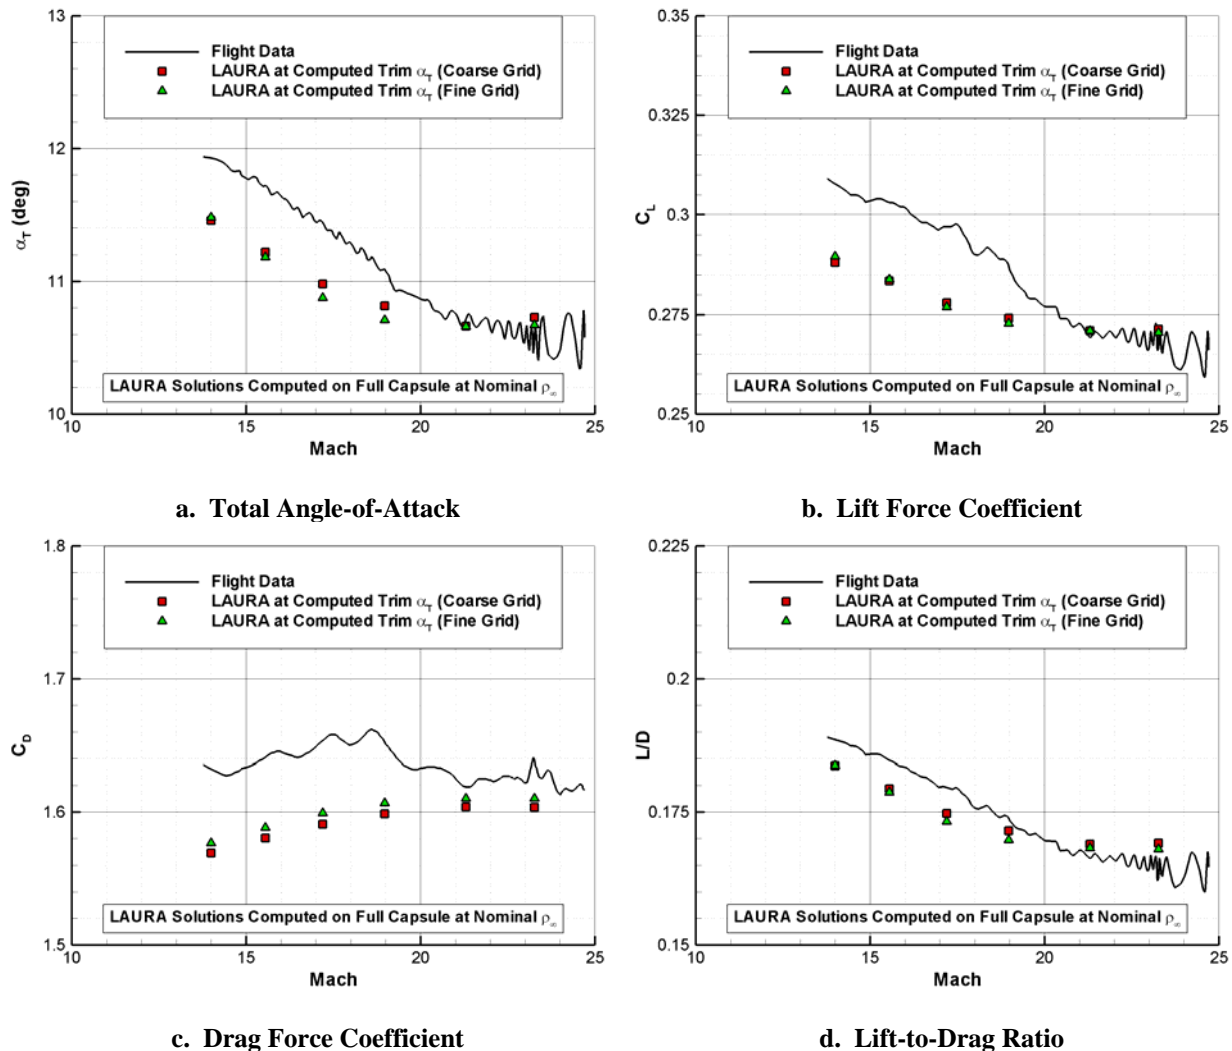 13
12
11
10
α_T (deg)
Flight Data
LAURA at Computed Trim α_T (Coarse Grid)
LAURA at Computed Trim α_T (Fine Grid)
LAURA Solutions Computed on Full Capsule at Nominal ρ_∞
10 15 20 25
Mach
a. Total Angle-of-Attack
0.35
0.325
0.3
0.275
0.25
C_L
Flight Data
LAURA at Computed Trim α_T (Coarse Grid)
LAURA at Computed Trim α_T (Fine Grid)
LAURA Solutions Computed on Full Capsule at Nominal ρ_∞
10 15 20 25
Mach
b. Lift Force Coefficient
1.8
1.7
1.6
1.5
C_D
Flight Data
LAURA at Computed Trim α_T (Coarse Grid)
LAURA at Computed Trim α_T (Fine Grid)
LAURA Solutions Computed on Full Capsule at Nominal ρ_∞
10 15 20 25
Mach
c. Drag Force Coefficient
0.225
0.2
0.175
0.15
L/D
Flight Data
LAURA at Computed Trim α_T (Coarse Grid)
LAURA at Computed Trim α_T (Fine Grid)
LAURA Solutions Computed on Full Capsule at Nominal ρ_∞
10 15 20 25
Mach
d. Lift-to-Drag Ratio